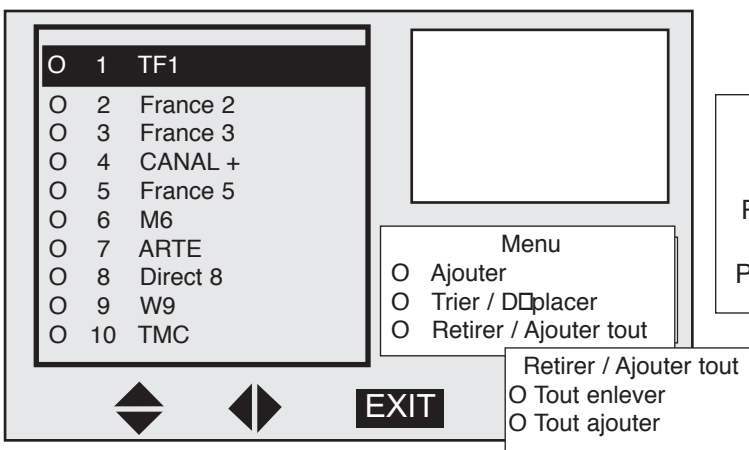 O 1 TF1
O 2 France 2
O 3 France 3
O 4 CANAL +
O 5 France 5
O 6 M6
O 7 ARTE
O 8 Direct 8
O 9 W9
O 10 TMC
Menu
O Ajouter
O Trier / D□placer
O Retirer / Ajouter tout
Retirer / Ajouter tout
O Tout enlever
O Tout ajouter
EXIT
P